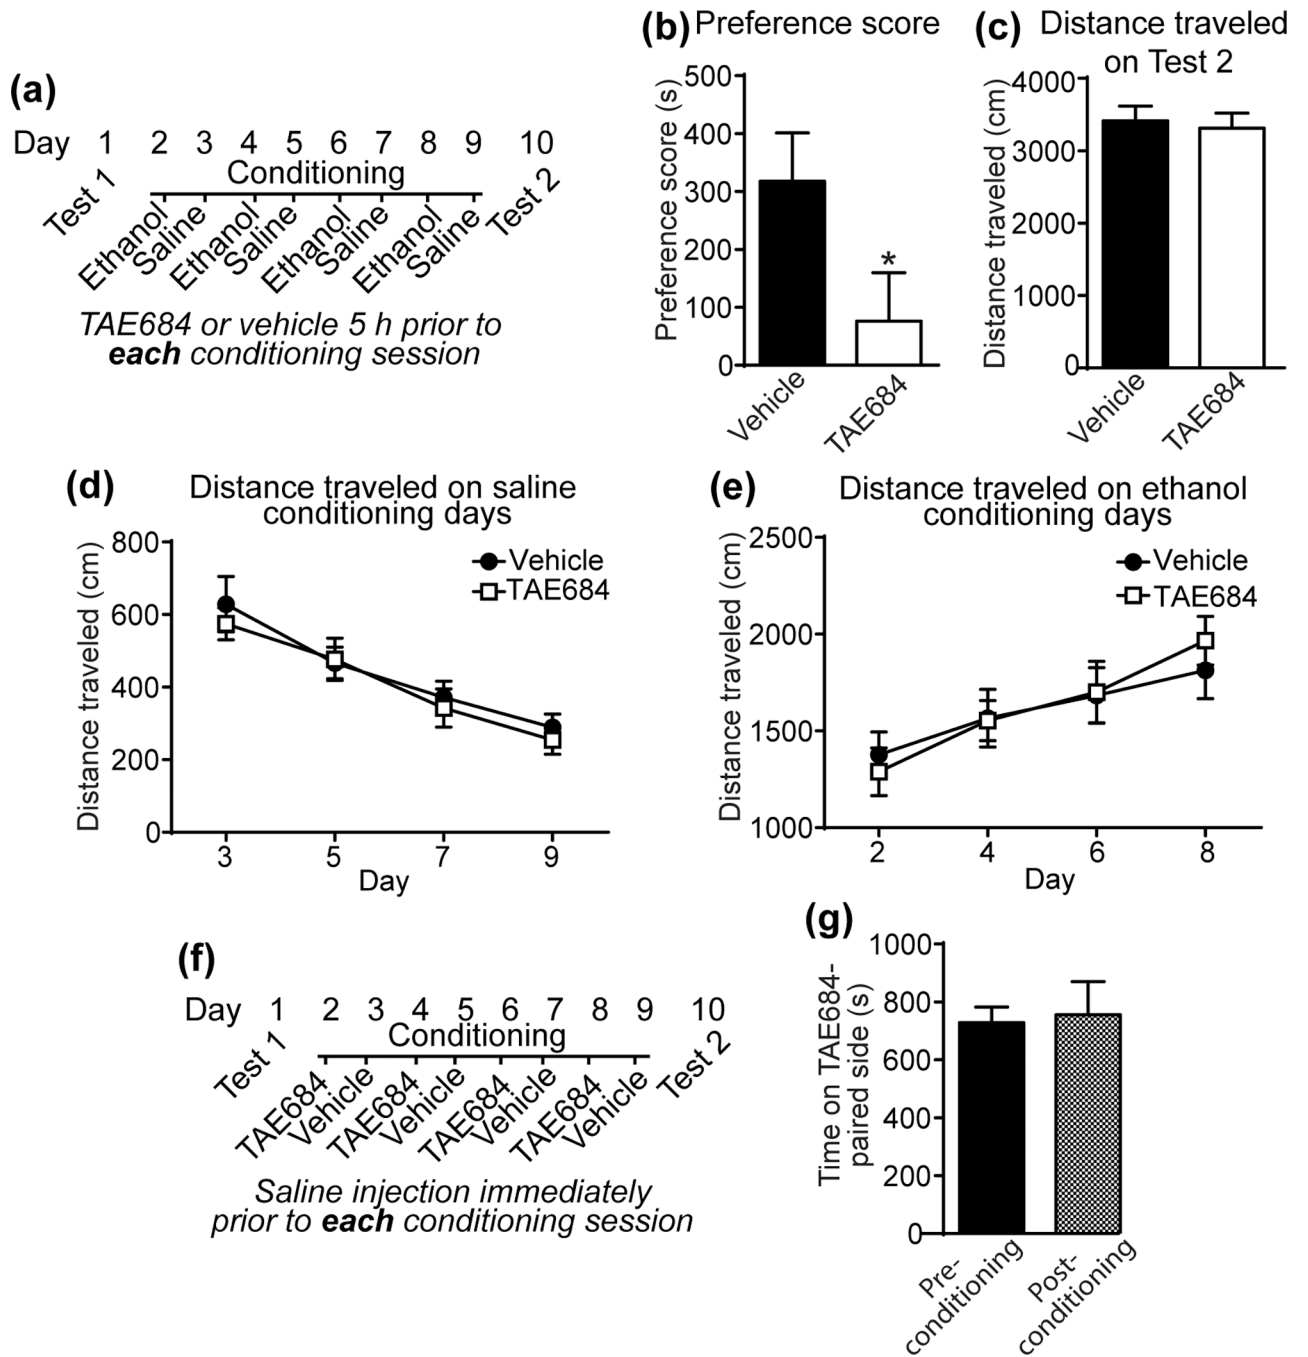 (a)
Day 1 2 3 4 5 6 7 8 9 10
Conditioning
Test 1
Ethanol
Saline
Ethanol
Saline
Ethanol
Saline
Ethanol
Saline
Test 2
TAE684 or vehicle 5 h prior to
each conditioning session
(b) Preference score
Preference score (s)
500
400
300
200
100
0
*
Vehicle
TAE684
(c) Distance traveled
on Test 2
Distance traveled (cm)
4000
3000
2000
1000
0
Vehicle
TAE684
(d) Distance traveled on saline
conditioning days
Distance traveled (cm)
800
600
400
200
0
Vehicle
TAE684
3 5 7 9
Day
(e) Distance traveled on ethanol
conditioning days
Distance traveled (cm)
2500
2000
1500
1000
Vehicle
TAE684
2 4 6 8
Day
(f)
Day 1 2 3 4 5 6 7 8 9 10
Conditioning
Test 1
TAE684
Vehicle
TAE684
Vehicle
TAE684
Vehicle
TAE684
Vehicle
Test 2
Saline injection immediately
prior to each conditioning session
(g)
Time on TAE684-
paired side (s)
1000
800
600
400
200
0
Pre-
conditioning
Post-
conditioning